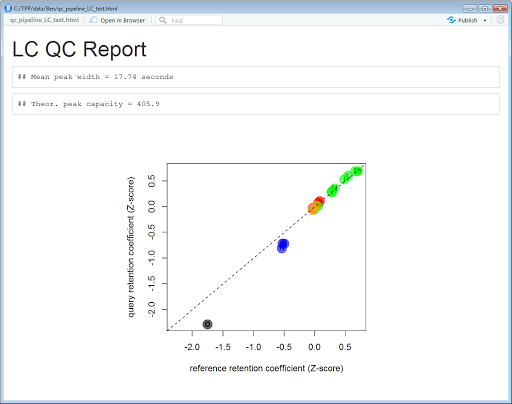 C:/TPP/data/Ben/qc_pipeline_LC_test.html
qc_pipeline_LC_test.html Open in Browser Find Publish
LC QC Report
## Mean peak width = 17.74 seconds
## Theor. peak capacity = 405.9
query retention coefficient (Z-score)
0.5
0.0
-0.5
-1.0
-1.5
-2.0
-2.0 -1.5 -1.0 -0.5 0.0 0.5
reference retention coefficient (Z-score)